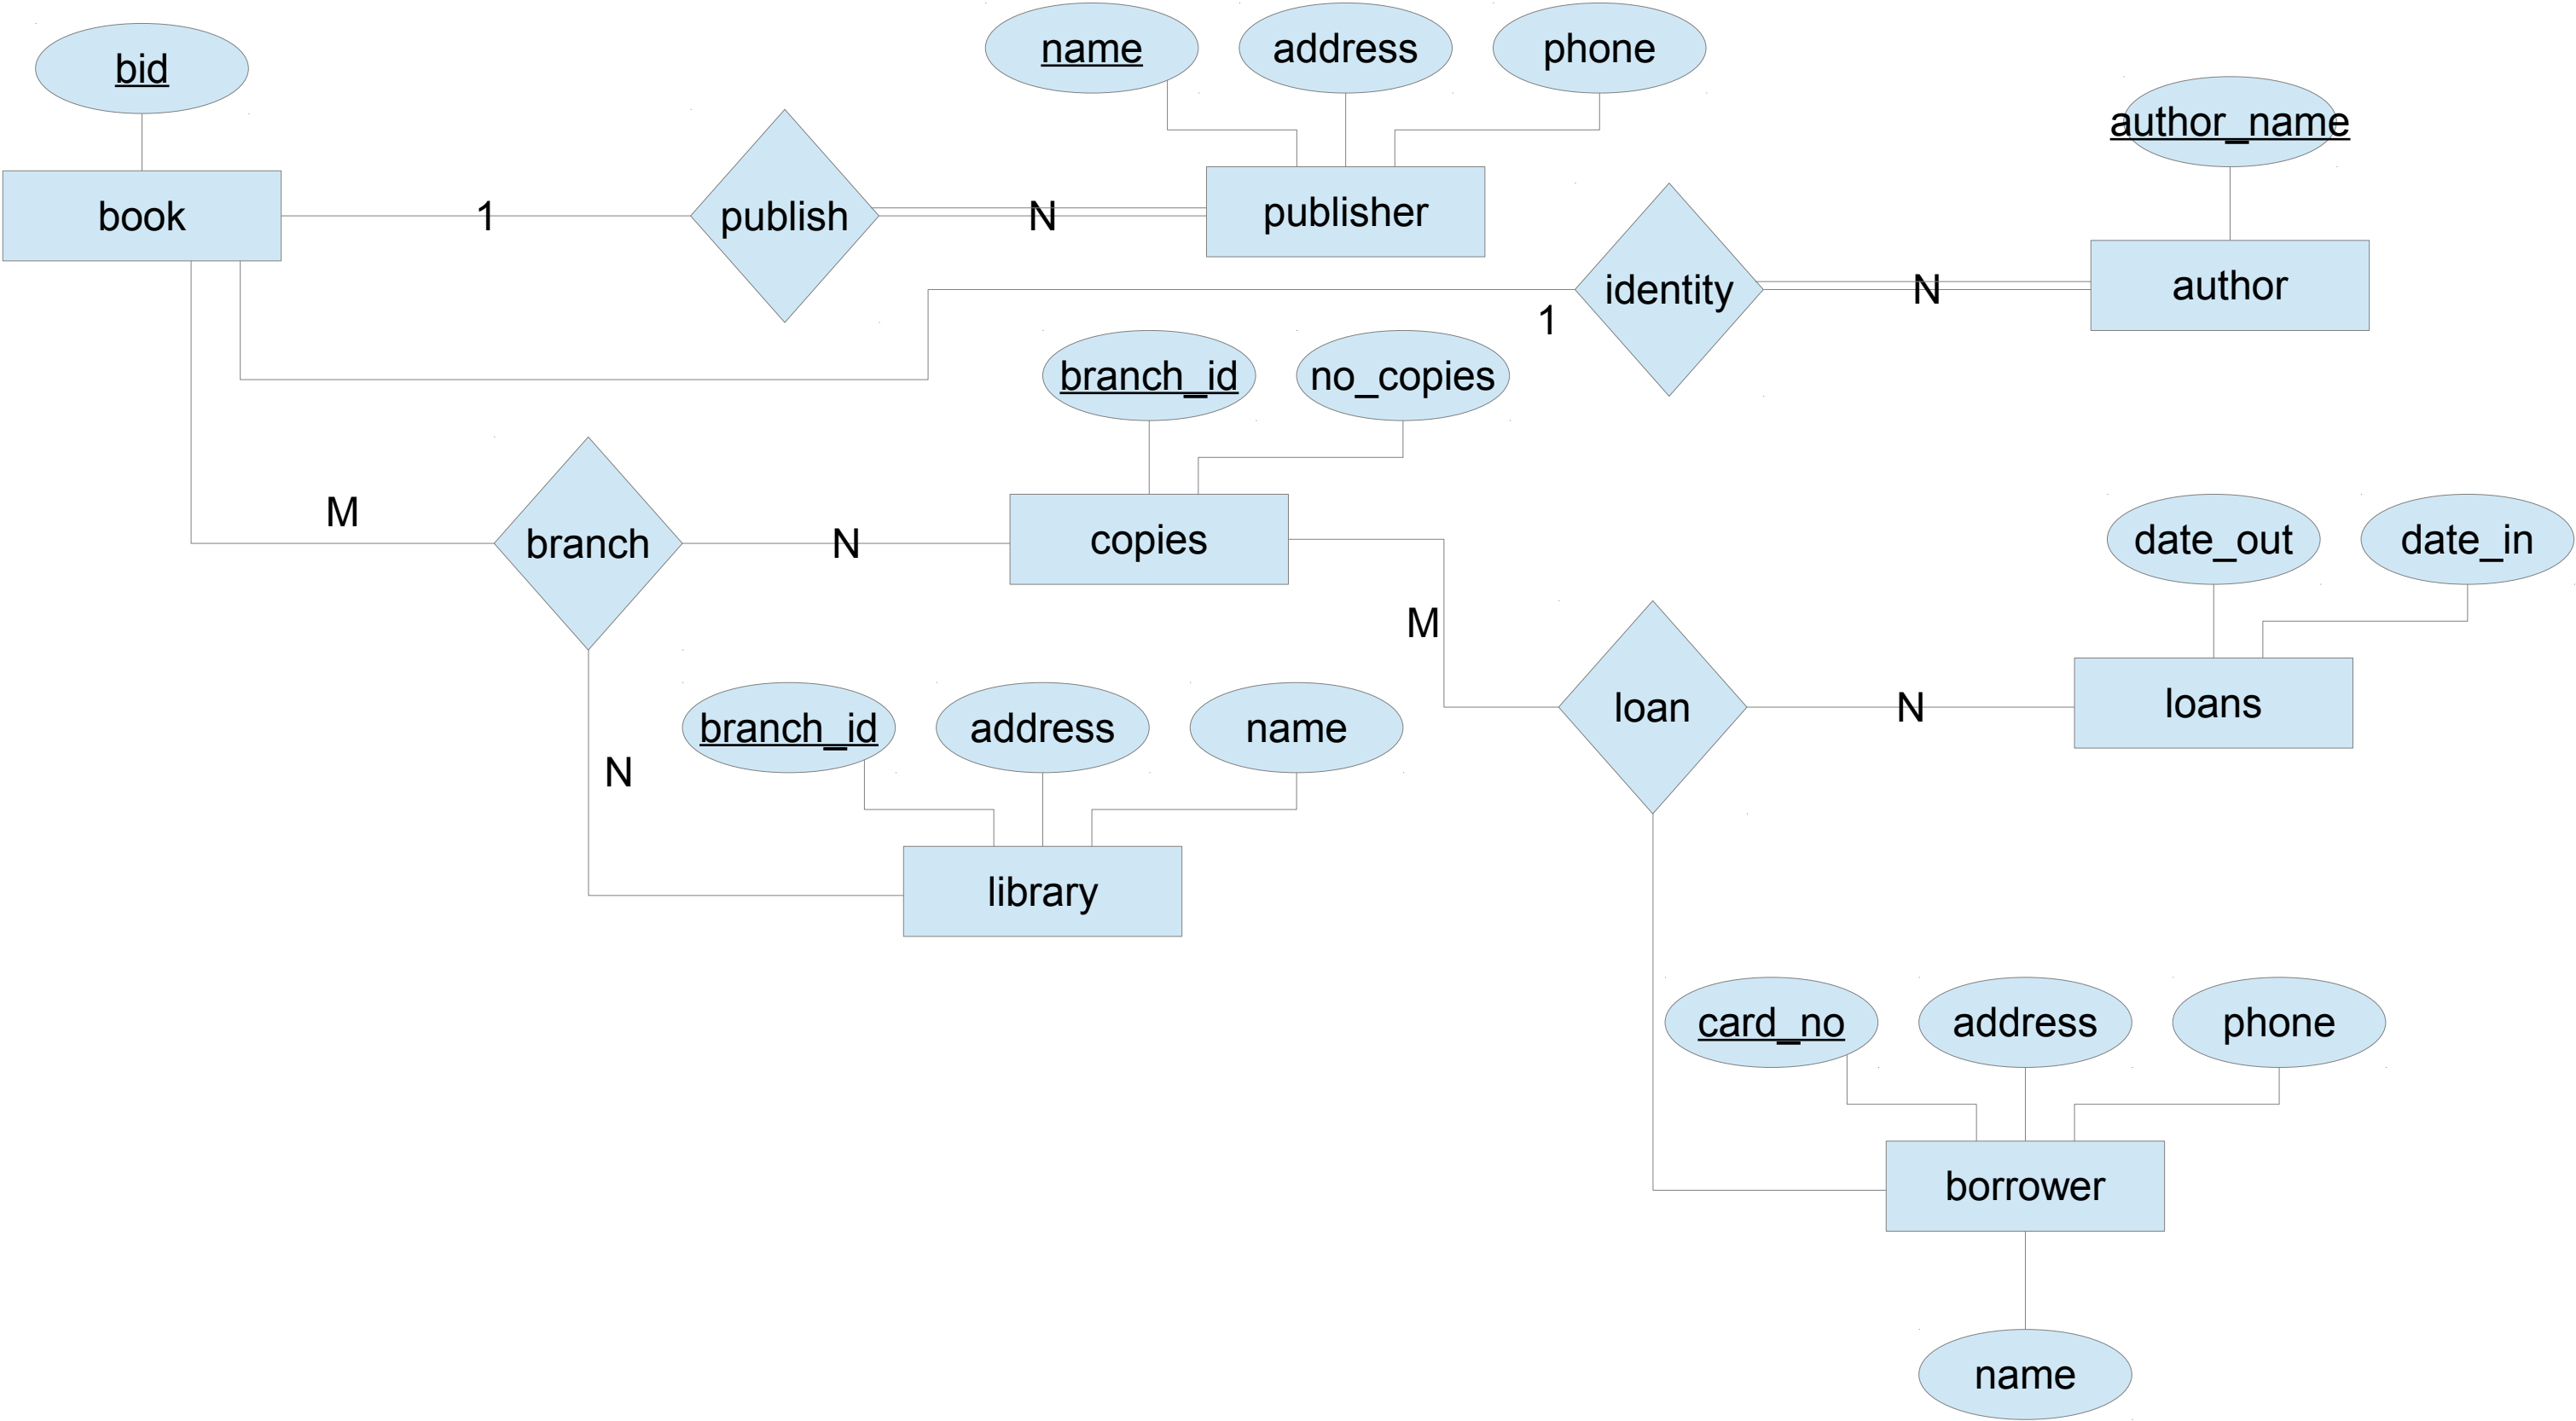 bid
name
address
phone
author_name
book
1
publish
N
publisher
identity
N
author
1
branch_id
no_copies
M
branch
N
copies
date_out
date_in
M
loan
N
loans
branch_id
address
name
N
library
card_no
address
phone
borrower
name